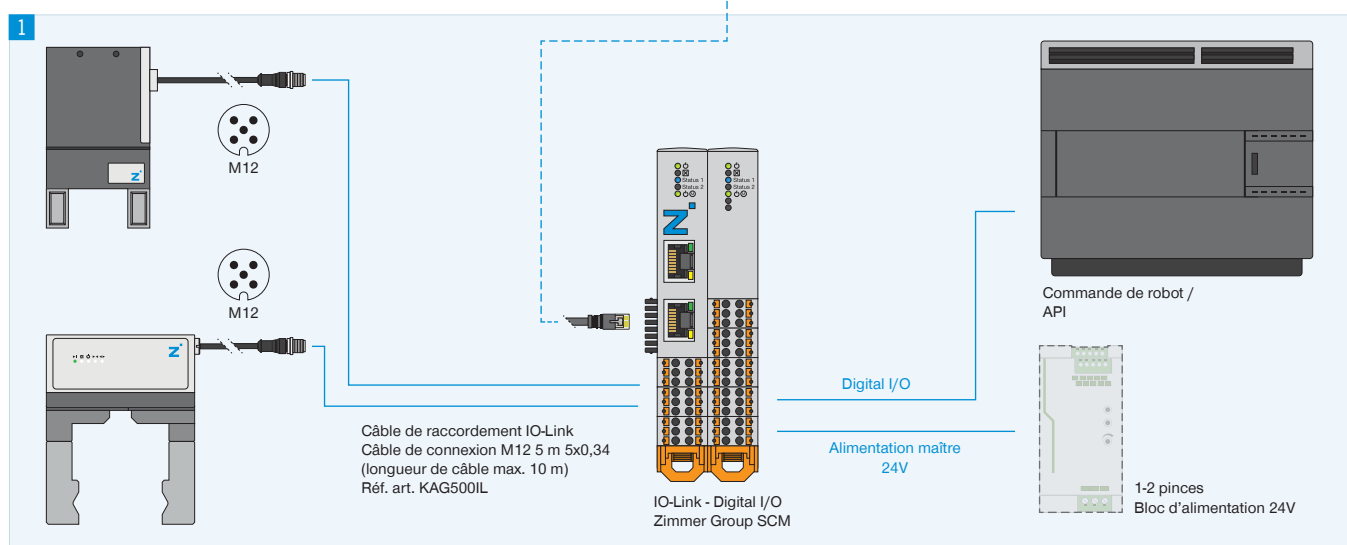 1
M12
M12
Status 1
Status 2
Status 1
Status 2
Commande de robot /
API
Digital I/O
Alimentation maître
24V
Câble de raccordement IO-Link
Câble de connexion M12 5 m 5x0,34
(longueur de câble max. 10 m)
Réf. art. KAG500IL
IO-Link - Digital I/O
Zimmer Group SCM
1-2 pinces
Bloc d'alimentation 24V